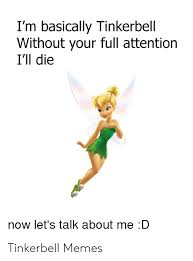 I'm basically Tinkerbell
Without your full attention
I'll die
now let's talk about me :D
Tinkerbell Memes